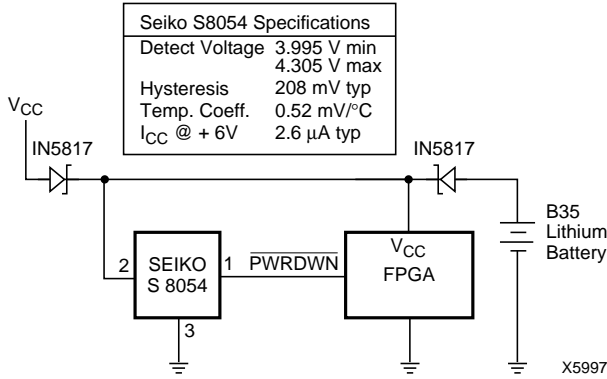 Seiko S8054 Specifications
Detect Voltage 3.995 V min
4.305 V max
Hysteresis 208 mV typ
Temp. Coeff. 0.52 mV/°C
ICC @ + 6V 2.6 μA typ
VCC
IN5817
IN5817
B35
Lithium
Battery
2
SEIKO
S 8054
1
PWRDWN
VCC
FPGA
3
X5997